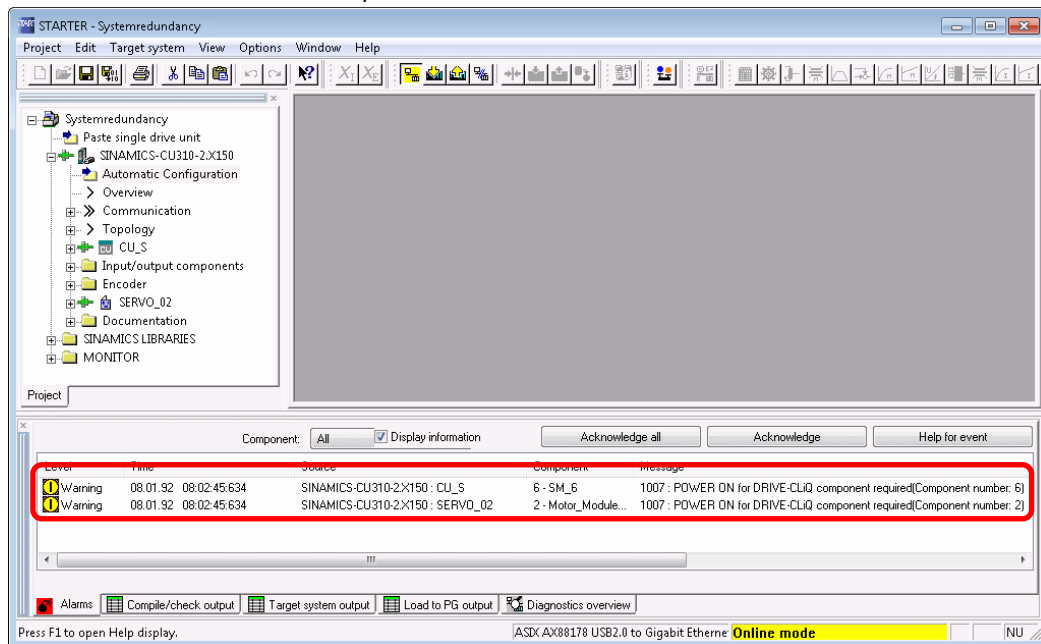 STARTER - Systemredundancy
Project Edit Target system View Options Window Help
Systemredundancy
Paste single drive unit
SINAMICS-CU310-2.X150
Automatic Configuration
Overview
Communication
Topology
CU_S
Input/output components
Encoder
SERVO_02
Documentation
SINAMICS LIBRARIES
MONITOR
Project
Component: All Display information Acknowledge all Acknowledge Help for event
Level Time Source Component Message
Warning 08.01.92 08:02:45:634 SINAMICS-CU310-2.X150 : CU_S 6 - SM_6 1007 : POWER ON for DRIVE-CLiQ component required(Component number: 6)
Warning 08.01.92 08:02:45:634 SINAMICS-CU310-2.X150 : SERVO_02 2 - Motor_Module... 1007 : POWER ON for DRIVE-CLiQ component required(Component number: 2)
Alarms Compile/check output Target system output Load to PG output Diagnostics overview
Press F1 to open Help display. ASIX AX88178 USB2.0 to Gigabit Etherne Online mode NU